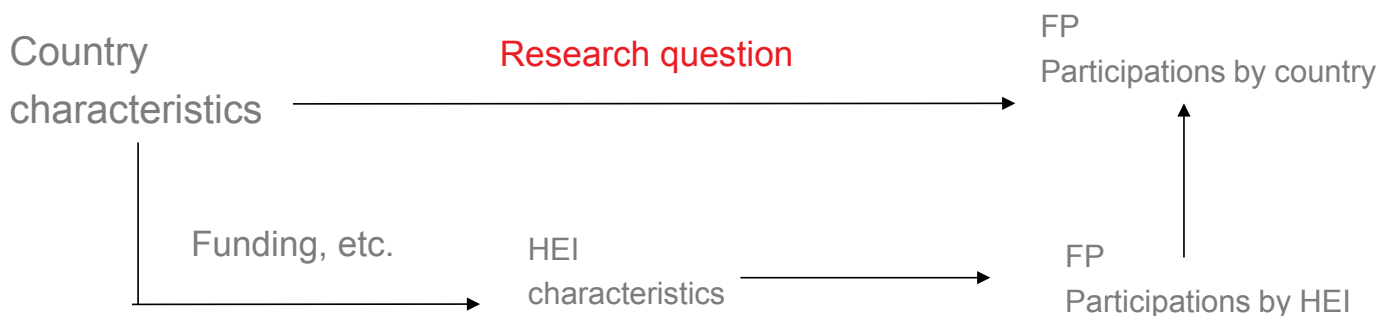 Country
characteristics
Research question
FP
Participations by country
Funding, etc.
HEI
characteristics
FP
Participations by HEI